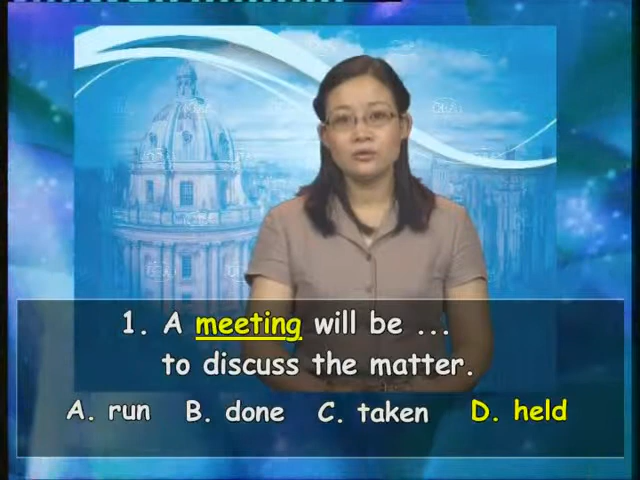 1. A meeting will be ...
to discuss the matter.
A. run B. done C. taken D. held